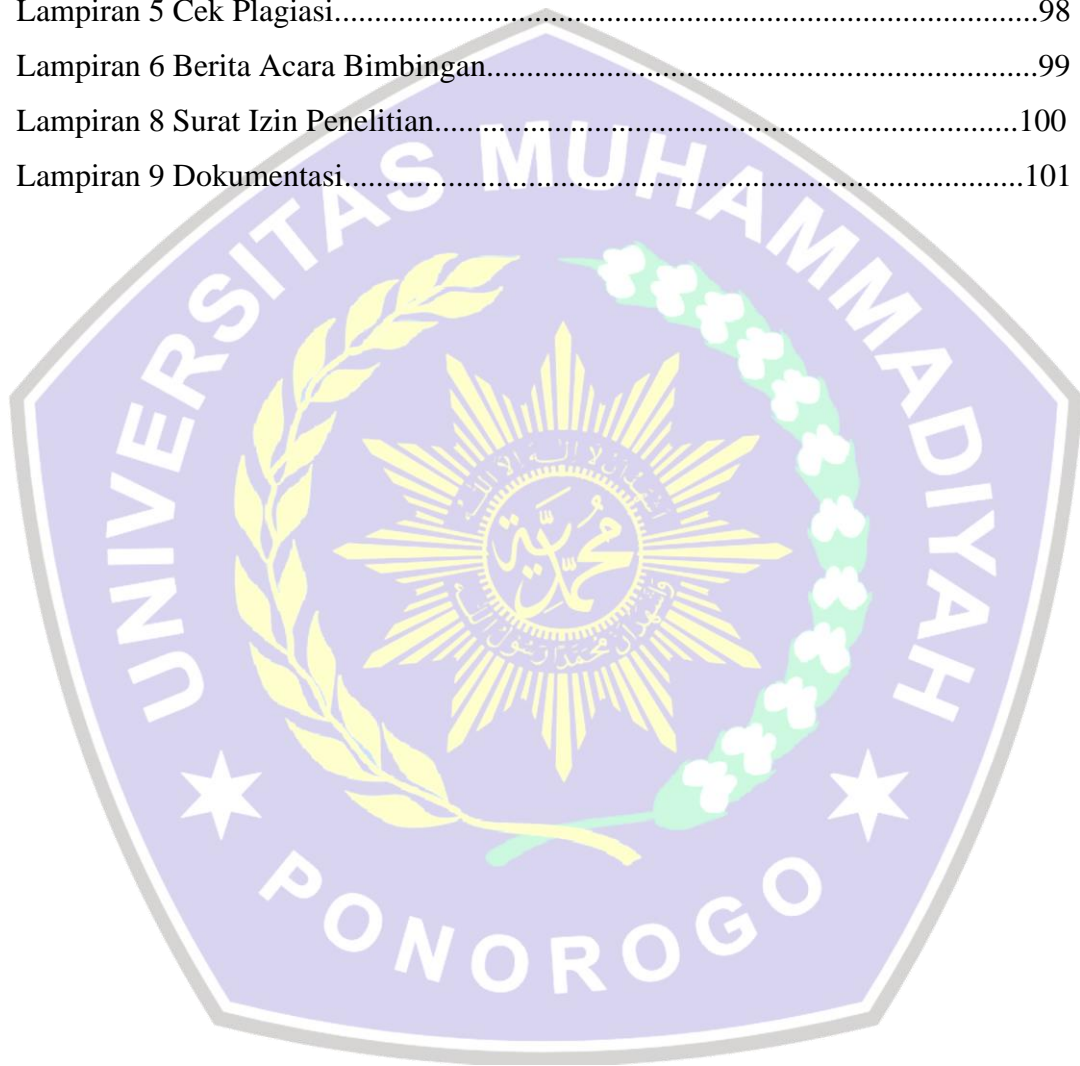 Lampiran 5 Cek Plagiasi....................................................................................98
Lampiran 6 Berita Acara Bimbingan.................................................................99
Lampiran 8 Surat Izin Penelitian.....................................................................100
Lampiran 9 Dokumentasi................................................................................101
UNIVERSITAS MUHAMMADIYAH
محمدية
PONOROGO